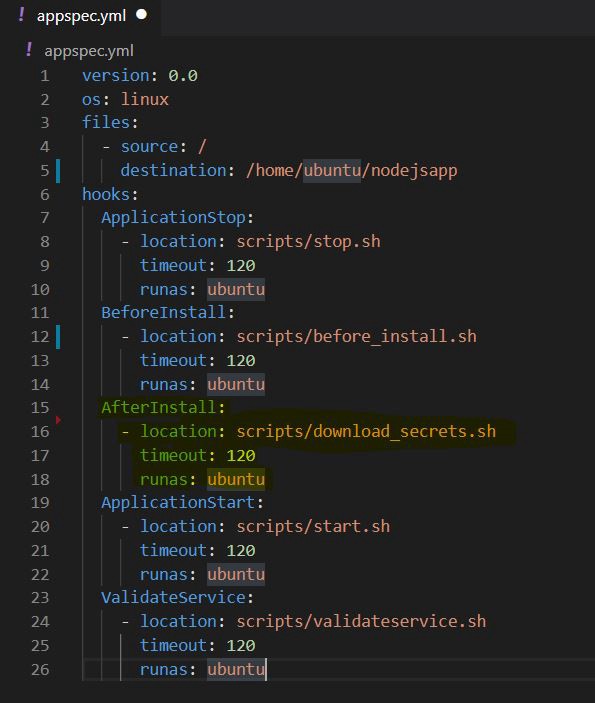 ! appspec.yml ●
! appspec.yml
1 version: 0.0
2 os: linux
3 files:
4   - source: /
5     destination: /home/ubuntu/nodejsapp
6 hooks:
7   ApplicationStop:
8     - location: scripts/stop.sh
9       timeout: 120
10       runas: ubuntu
11   BeforeInstall:
12     - location: scripts/before_install.sh
13       timeout: 120
14       runas: ubuntu
15   AfterInstall:
16     - location: scripts/download_secrets.sh
17       timeout: 120
18       runas: ubuntu
19   ApplicationStart:
20     - location: scripts/start.sh
21       timeout: 120
22       runas: ubuntu
23   ValidateService:
24     - location: scripts/validateservice.sh
25       timeout: 120
26       runas: ubuntu